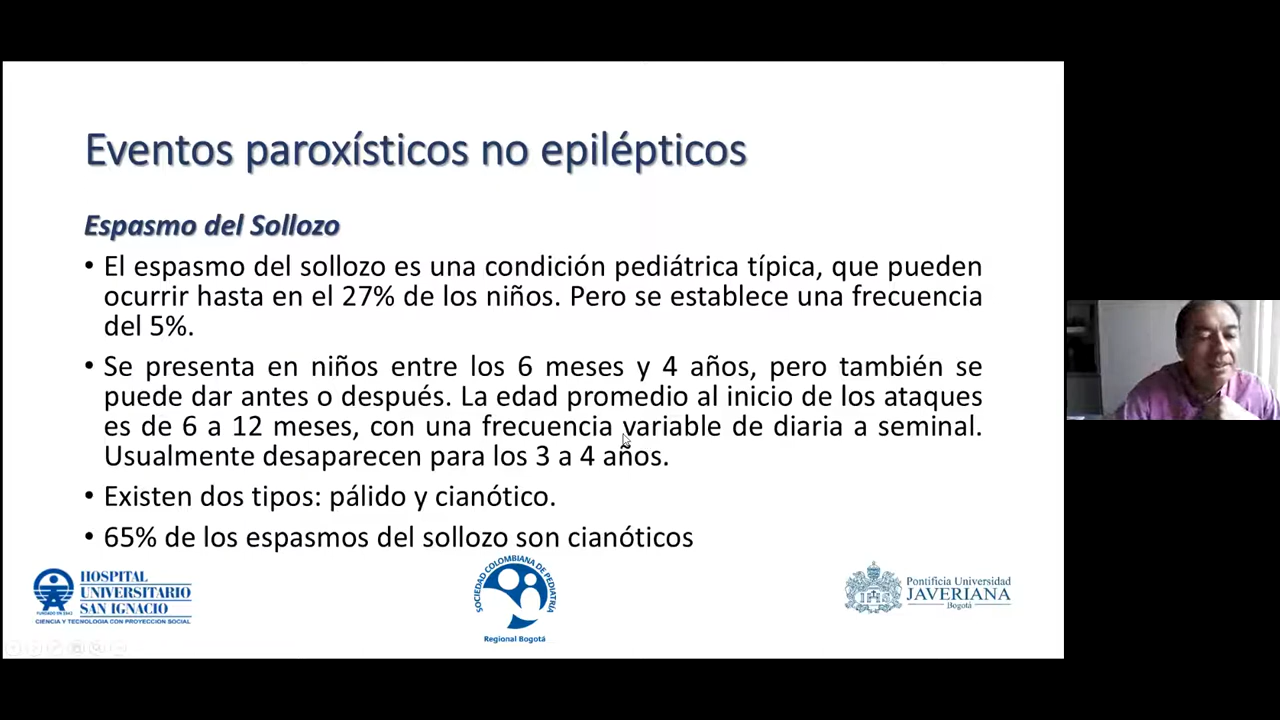 Eventos paroxísticos no epilépticos
Espasmo del Sollozo
• El espasmo del sollozo es una condición pediátrica típica, que pueden
ocurrir hasta en el 27% de los niños. Pero se establece una frecuencia
del 5%.
• Se presenta en niños entre los 6 meses y 4 años, pero también se
puede dar antes o después. La edad promedio al inicio de los ataques
es de 6 a 12 meses, con una frecuencia variable de diaria a seminal.
Usualmente desaparecen para los 3 a 4 años.
• Existen dos tipos: pálido y cianótico.
• 65% de los espasmos del sollozo son cianóticos
HOSPITAL
UNIVERSITARIO
SAN IGNACIO
FUNDADO EN 1942
CIENCIA Y TECNOLOGIA CON PROYECCION SOCIAL
SOCIEDAD COLOMBIANA DE PEDIATRÍA
Regional Bogotá
Pontificia Universidad
JAVERIANA
Bogotá